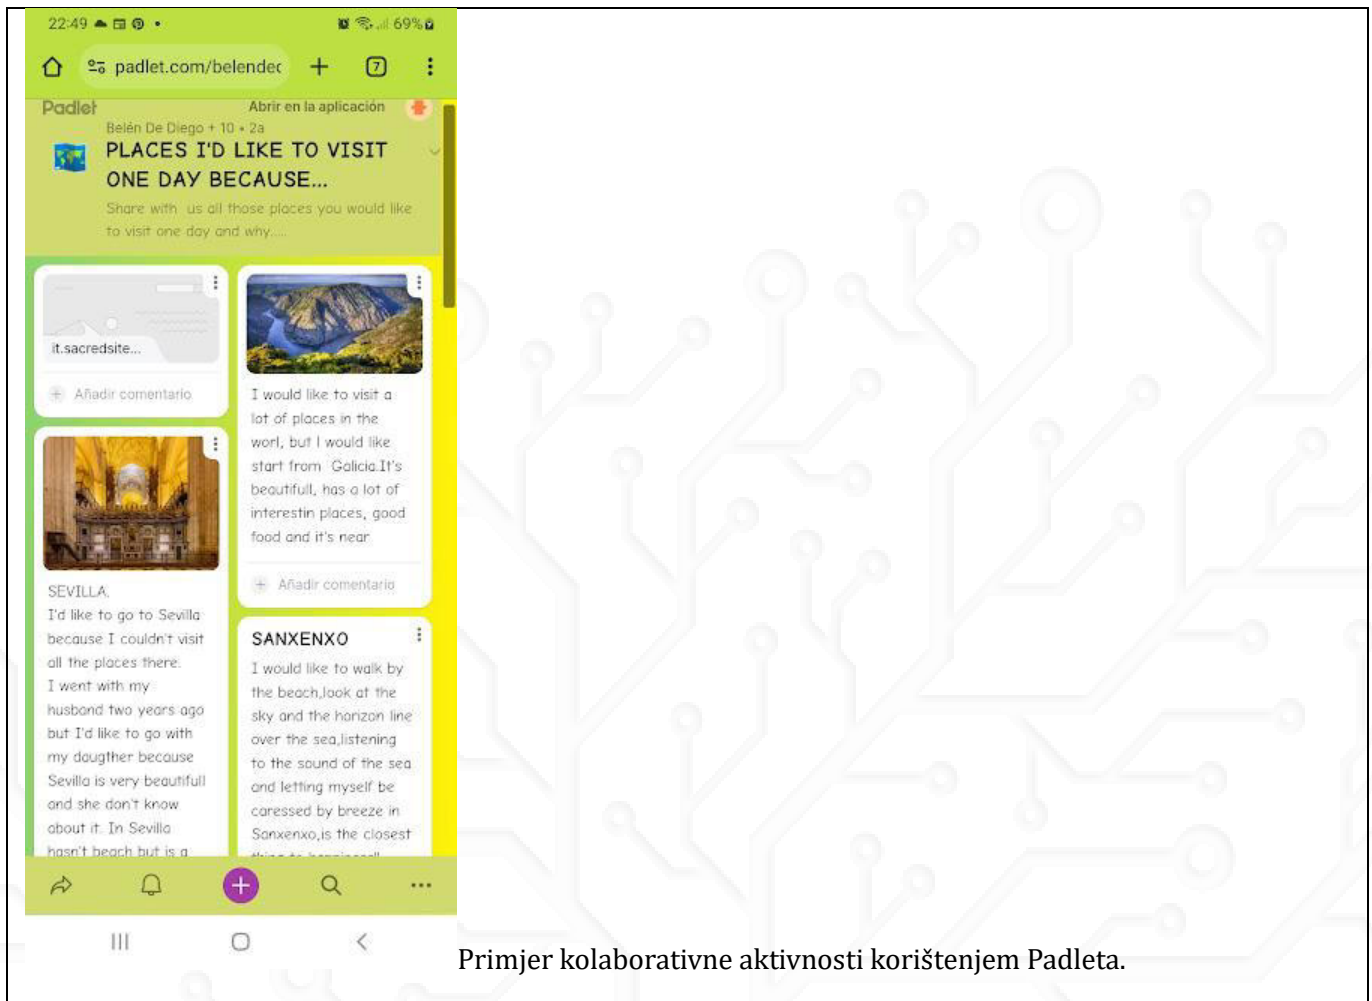 22:49
69%
padlet.com/belendec
7
Padlet
Abrir en la aplicación
Belén De Diego + 10 • 2a
PLACES I'D LIKE TO VISIT
ONE DAY BECAUSE...
Share with us all those places you would like
to visit one day and why.....
it.sacredsite...
+ Añadir comentario
SEVILLA.
I'd like to go to Sevilla
because I couldn't visit
all the places there.
I went with my
husband two years ago
but I'd like to go with
my daugther because
Sevilla is very beautifull
and she don't know
about it. In Sevilla
hasn't beach but is a
I would like to visit a
lot of places in the
worl, but I would like
start from Galicia.It's
beautifull, has a lot of
interestin places, good
food and it's near
+ Añadir comentario
SANXENXO
I would like to walk by
the beach,look at the
sky and the horizon line
over the sea,listening
to the sound of the sea
and letting myself be
caressed by breeze in
Sanxenxo,is the closest
Primjer kolaborativne aktivnosti korištenjem Padleta.